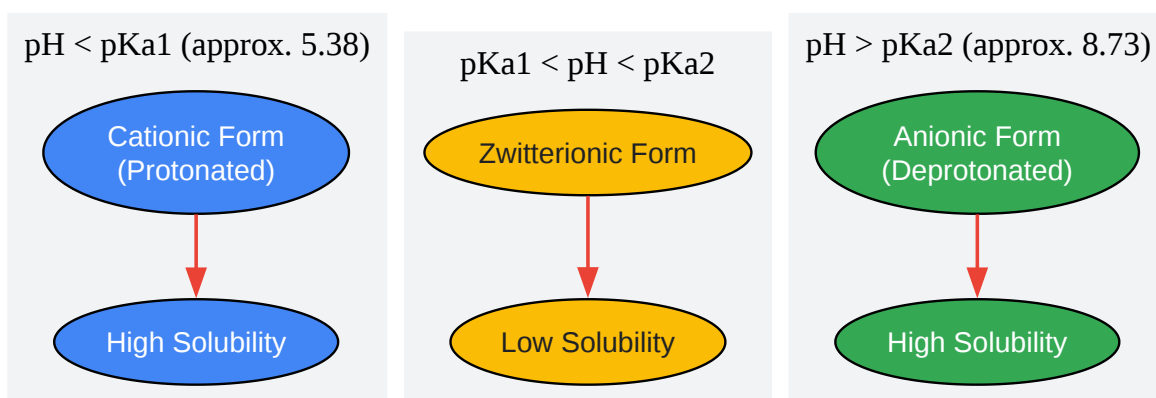 pH < pKa1 (approx. 5.38)
Cationic Form
(Protonated)
High Solubility
pKa1 < pH < pKa2
Zwitterionic Form
Low Solubility
pH > pKa2 (approx. 8.73)
Anionic Form
(Deprotonated)
High Solubility